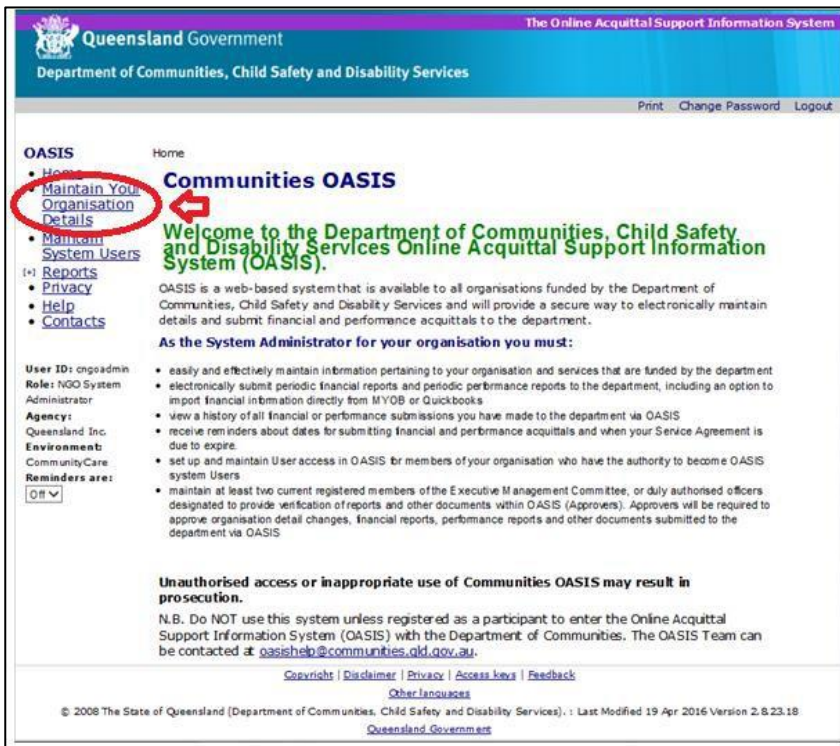 The Online Acquittal Support Information System
Queensland Government
Department of Communities, Child Safety and Disability Services
Print Change Password Logout
OASIS
• Home
• Maintain Your
Organisation
Details
• Maintain
System Users
[+] Reports
• Privacy
• Help
• Contacts
User ID: cngoadmin
Role: NGO System
Administrator
Agency:
Queensland Inc.
Environment:
CommunityCare
Reminders are:
Off
Home
Communities OASIS
Welcome to the Department of Communities, Child Safety
and Disability Services Online Acquittal Support Information
System (OASIS).
OASIS is a web-based system that is available to all organisations funded by the Department of
Communities, Child Safety and Disability Services and will provide a secure way to electronically maintain
details and submit financial and performance acquittals to the department.
As the System Administrator for your organisation you must:
• easily and effectively maintain information pertaining to your organisation and services that are funded by the department
• electronically submit periodic financial reports and periodic performance reports to the department, including an option to
import financial information directly from MYOB or Quickbooks
• view a history of all financial or performance submissions you have made to the department via OASIS
• receive reminders about dates for submitting financial and performance acquittals and when your Service Agreement is
due to expire.
• set up and maintain User access in OASIS for members of your organisation who have the authority to become OASIS
system Users
• maintain at least two current registered members of the Executive Management Committee, or duly authorised officers
designated to provide verification of reports and other documents within OASIS (Approvers). Approvers will be required to
approve organisation detail changes, financial reports, performance reports and other documents submitted to the
department via OASIS
Unauthorised access or inappropriate use of Communities OASIS may result in
prosecution.
N.B. Do NOT use this system unless registered as a participant to enter the Online Acquittal
Support Information System (OASIS) with the Department of Communities. The OASIS Team can
be contacted at oasishelp@communities.qld.gov.au.
Copyright | Disclaimer | Privacy | Access keys | Feedback
Other languages
© 2008 The State of Queensland (Department of Communities, Child Safety and Disability Services). : Last Modified 19 Apr 2016 Version 2.8.23.18
Queensland Government